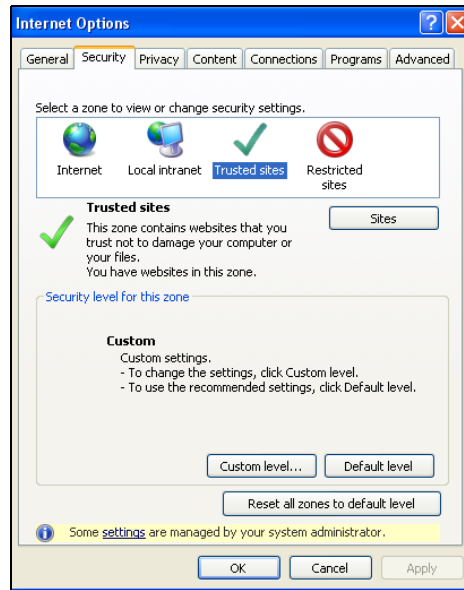 Internet Options
General Security Privacy Content Connections Programs Advanced
Select a zone to view or change security settings.
Internet Local intranet Trusted sites Restricted
sites
Trusted sites
Sites
This zone contains websites that you
trust not to damage your computer or
your files.
You have websites in this zone.
Security level for this zone
Custom
Custom settings.
- To change the settings, click Custom level.
- To use the recommended settings, click Default level.
Custom level... Default level
Reset all zones to default level
Some settings are managed by your system administrator.
OK Cancel Apply